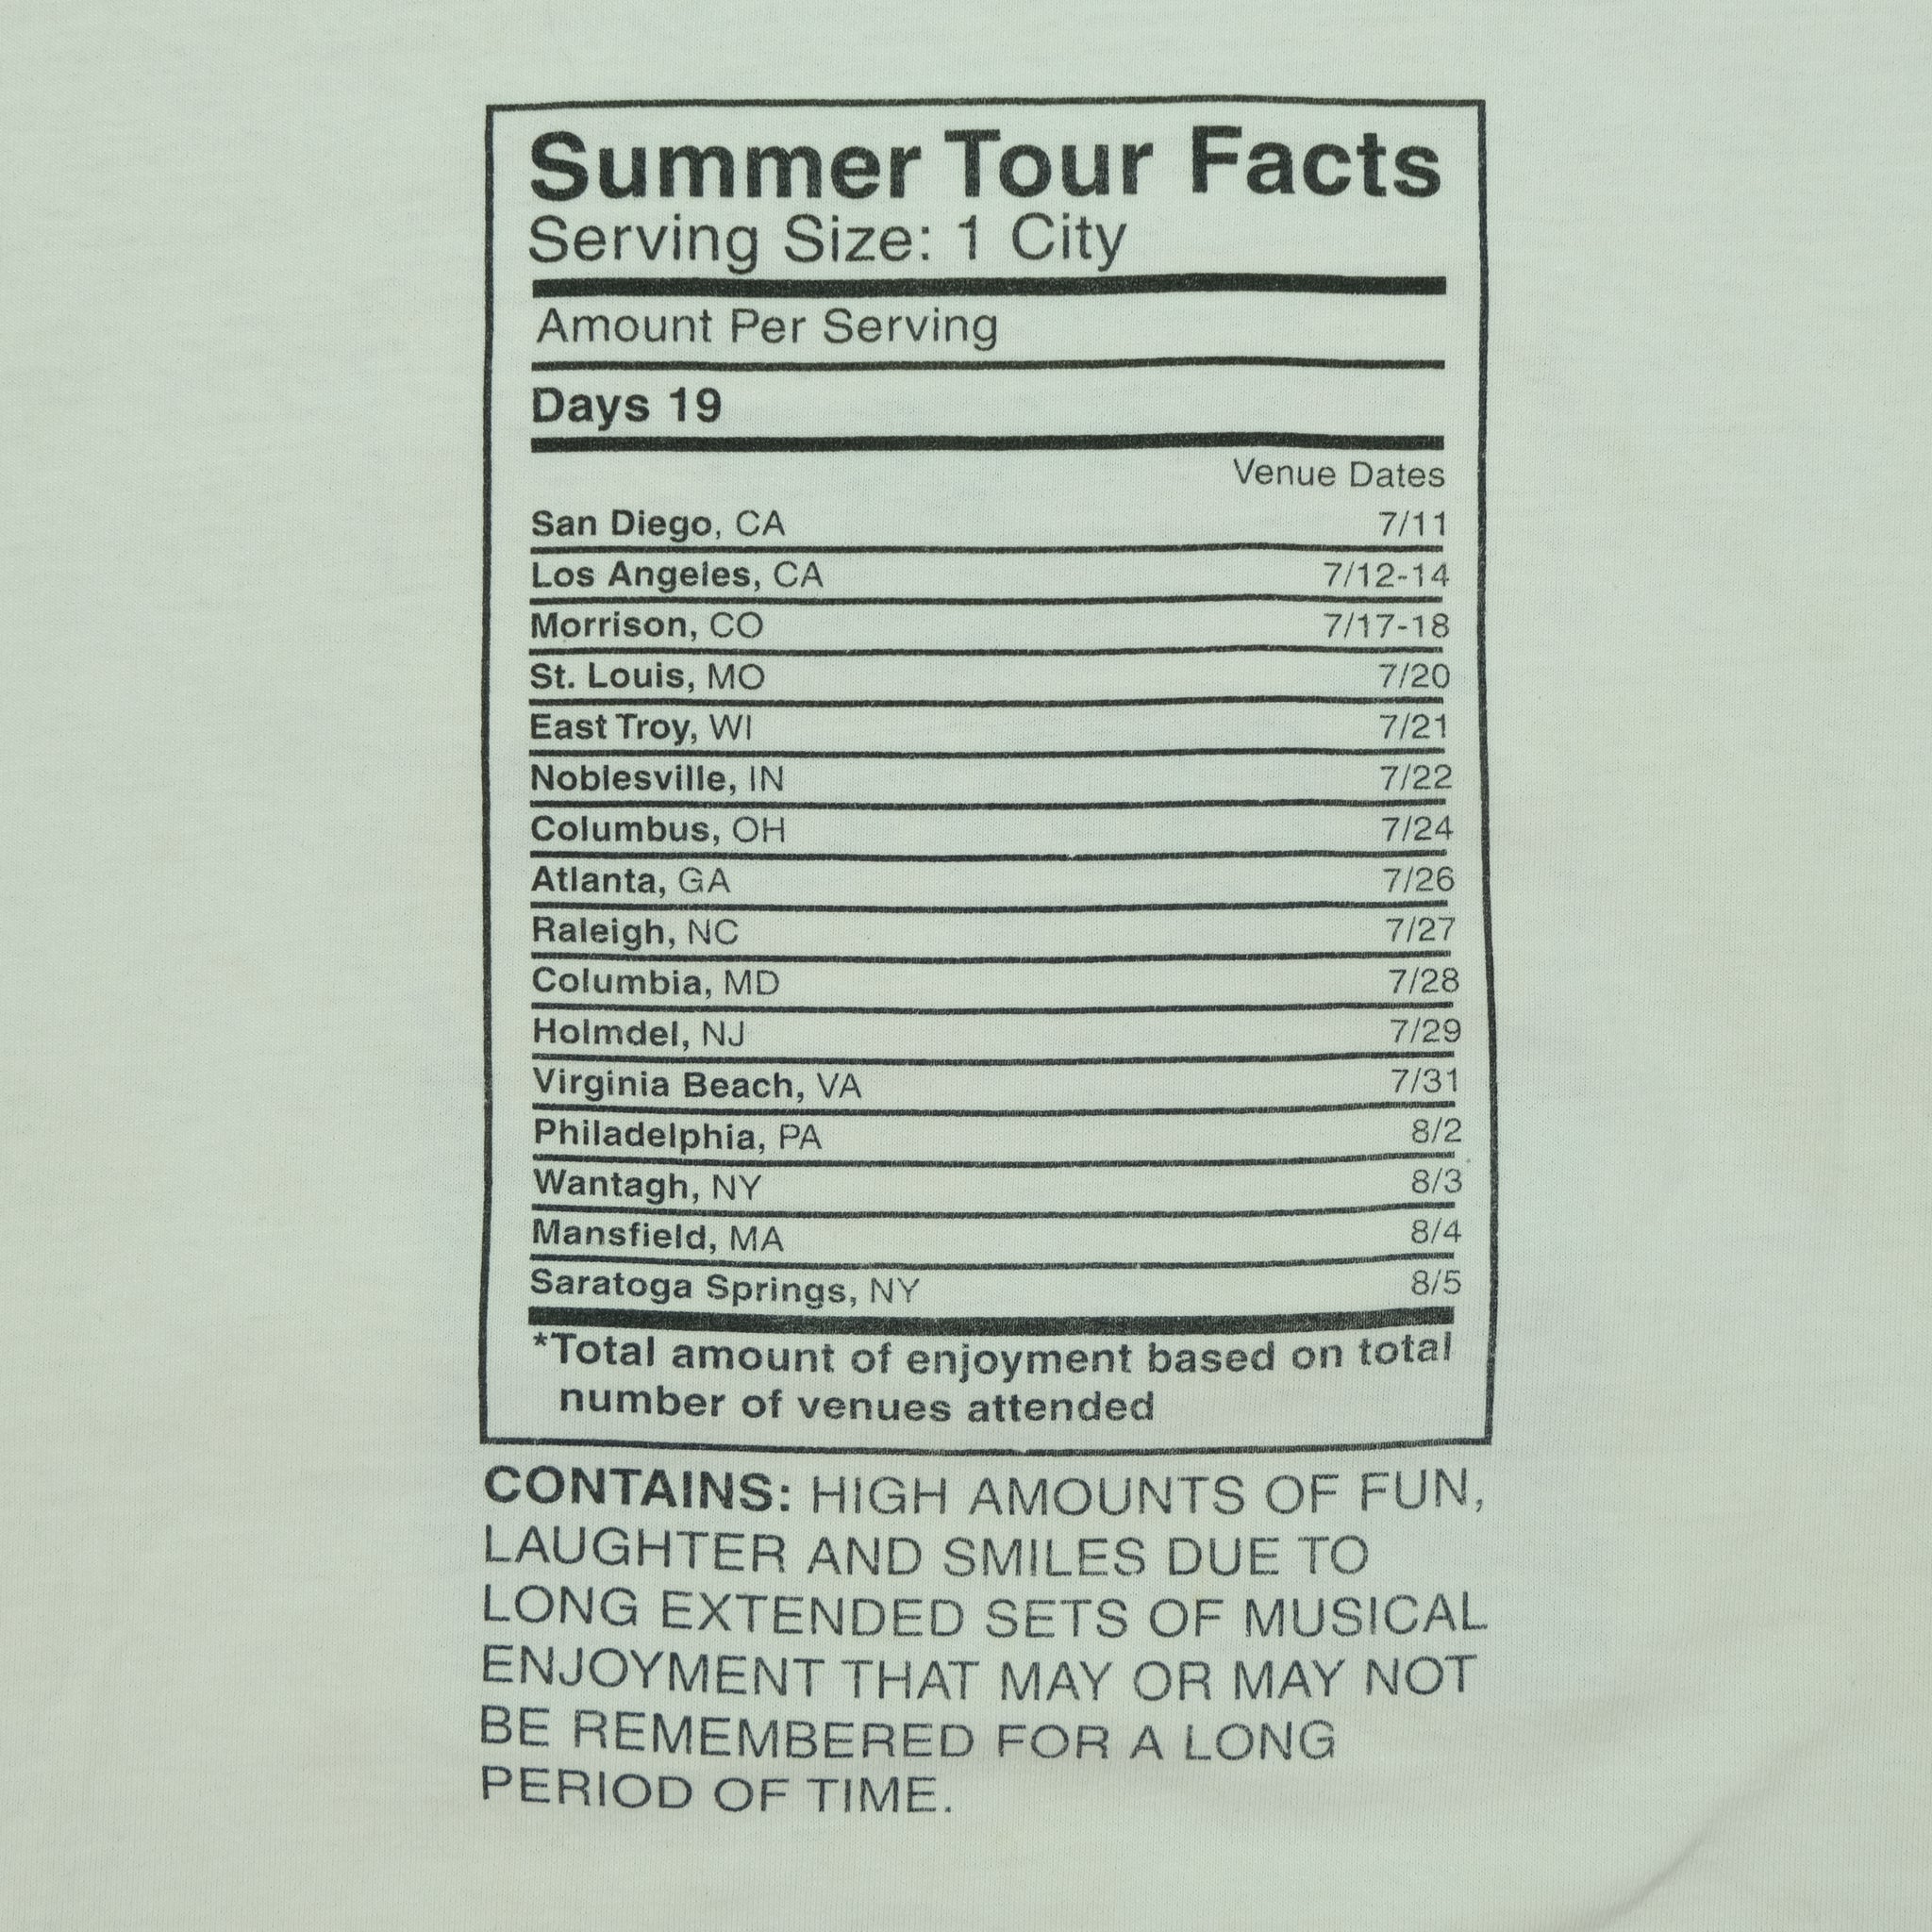 Summer Tour Facts
Serving Size: 1 City
Amount Per Serving
Days 19
Venue Dates
San Diego, CA 7/11
Los Angeles, CA 7/12-14
Morrison, CO 7/17-18
St. Louis, MO 7/20
East Troy, WI 7/21
Noblesville, IN 7/22
Columbus, OH 7/24
Atlanta, GA 7/26
Raleigh, NC 7/27
Columbia, MD 7/28
Holmdel, NJ 7/29
Virginia Beach, VA 7/31
Philadelphia, PA 8/2
Wantagh, NY 8/3
Mansfield, MA 8/4
Saratoga Springs, NY 8/5
*Total amount of enjoyment based on total
number of venues attended
CONTAINS: HIGH AMOUNTS OF FUN,
LAUGHTER AND SMILES DUE TO
LONG EXTENDED SETS OF MUSICAL
ENJOYMENT THAT MAY OR MAY NOT
BE REMEMBERED FOR A LONG
PERIOD OF TIME.